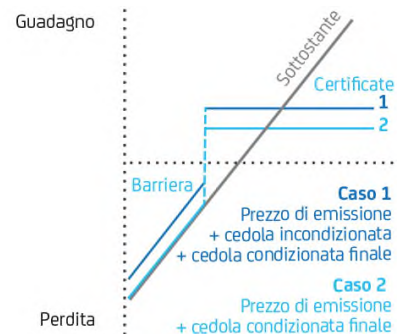 Guadagno
Sottostante
Certificate
1
2
Barriera
Caso 1
Prezzo di emissione
+ cedola incondizionata
+ cedola condizionata finale
Caso 2
Prezzo di emissione
+ cedola condizionata finale
Perdita